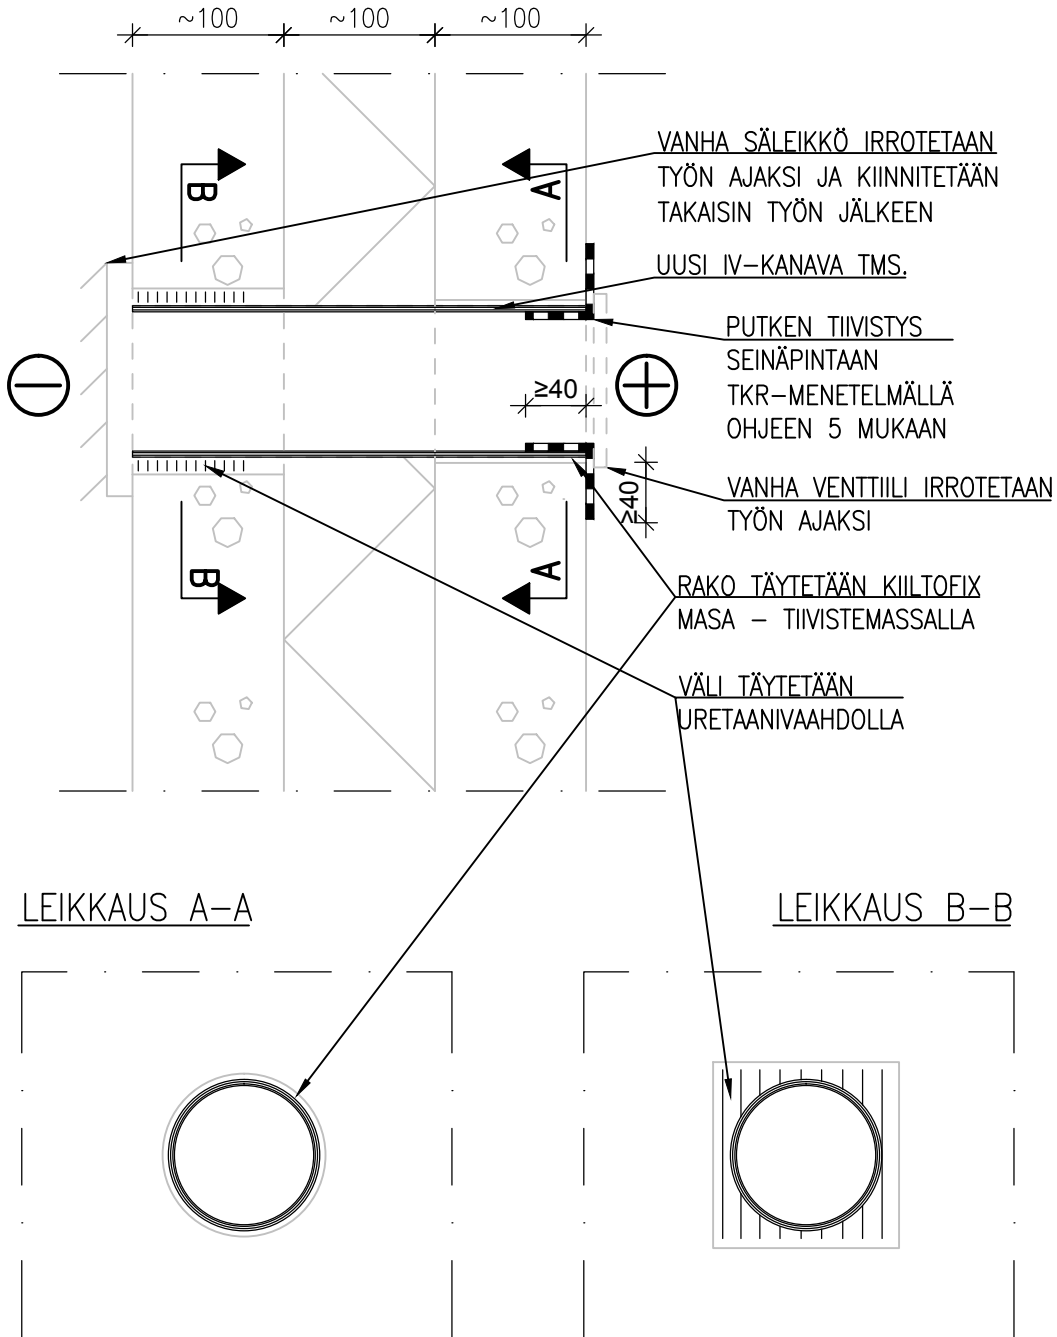 ~100 ~100 ~100
VANHA SÄLEIKKÖ IRROTETAAN
TYÖN AJAKSI JA KIINNITETÄÄN
TAKAISIN TYÖN JÄLKEEN
B
A
UUSI IV-KANAVA TMS.
PUTKEN TIIVISTYS
SEINÄPINTAAN
TKR-MENETELMÄLLÄ
OHJEEN 5 MUKAAN
≥40
VANHA VENTTIILI IRROTETAAN
TYÖN AJAKSI
≥40
B
A
RAKO TÄYTETÄÄN KIILTOFIX
MASA - TIIVISTEMASSALLA
VÄLI TÄYTETÄÄN
URETAANIVAAHDOLLA
LEIKKAUS A-A
LEIKKAUS B-B